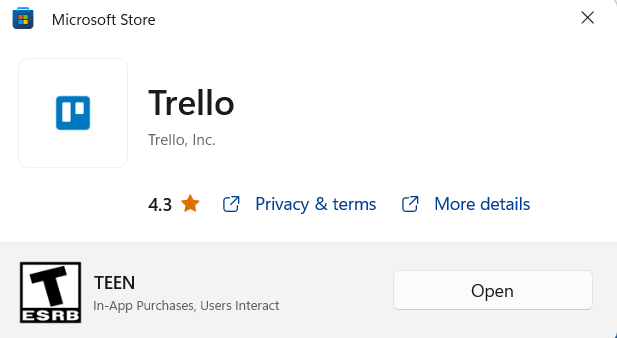 Microsoft Store
Trello
Trello, Inc.
4.3 Privacy & terms More details
T
ESRB
TEEN
In-App Purchases, Users Interact
Open